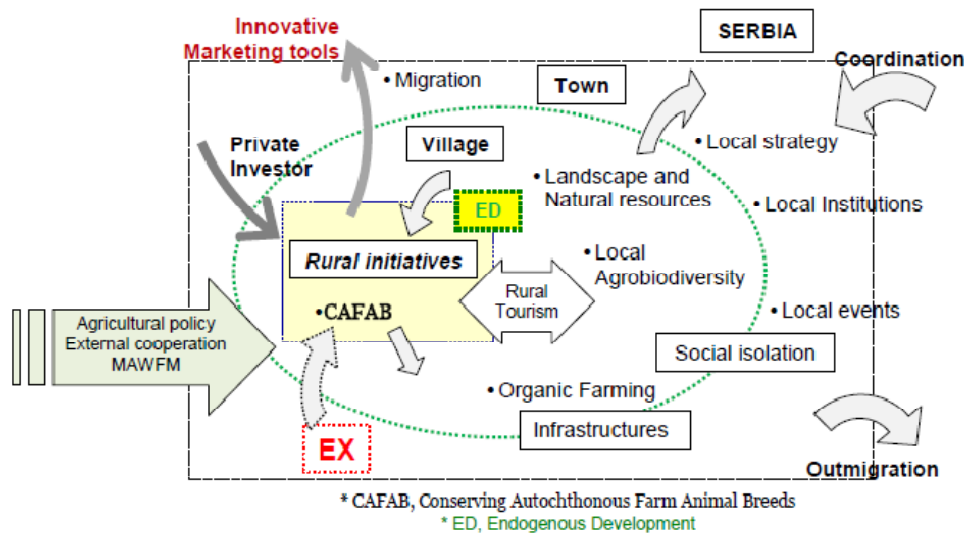 SERBIA
Innovative
Marketing tools
Coordination
• Migration
Town
Private
Investor
Village
• Local strategy
• Landscape and
Natural resources
ED
• Local Institutions
Rural initiatives
• Local
Agrobiodiversity
Rural
Tourism
•CAFAB
• Local events
Agricultural policy
External cooperation
MAWFM
Social isolation
• Organic Farming
Infrastructures
EX
Outmigration
* CAFAB, Conserving Autochthonous Farm Animal Breeds
* ED, Endogenous Development